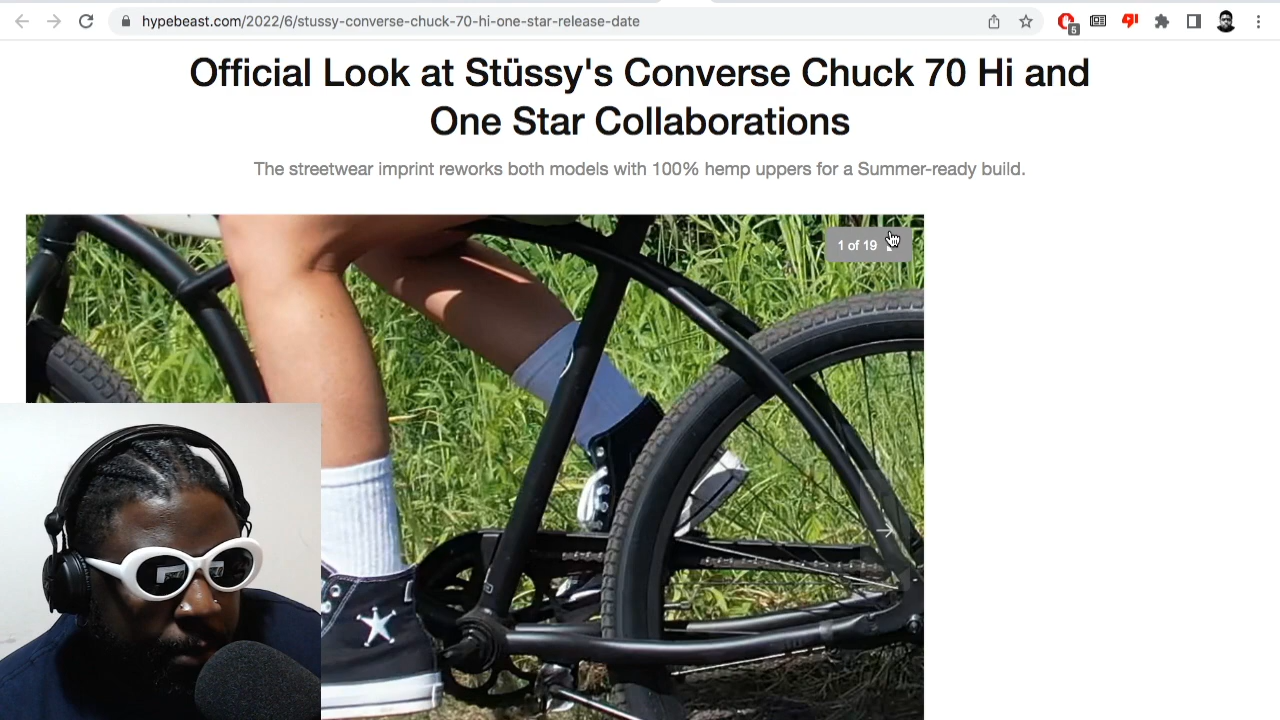 hypebeast.com/2022/6/stussy-converse-chuck-70-hi-one-star-release-date
5
Official Look at Stüssy's Converse Chuck 70 Hi and
One Star Collaborations
The streetwear imprint reworks both models with 100% hemp uppers for a Summer-ready build.
1 of 19